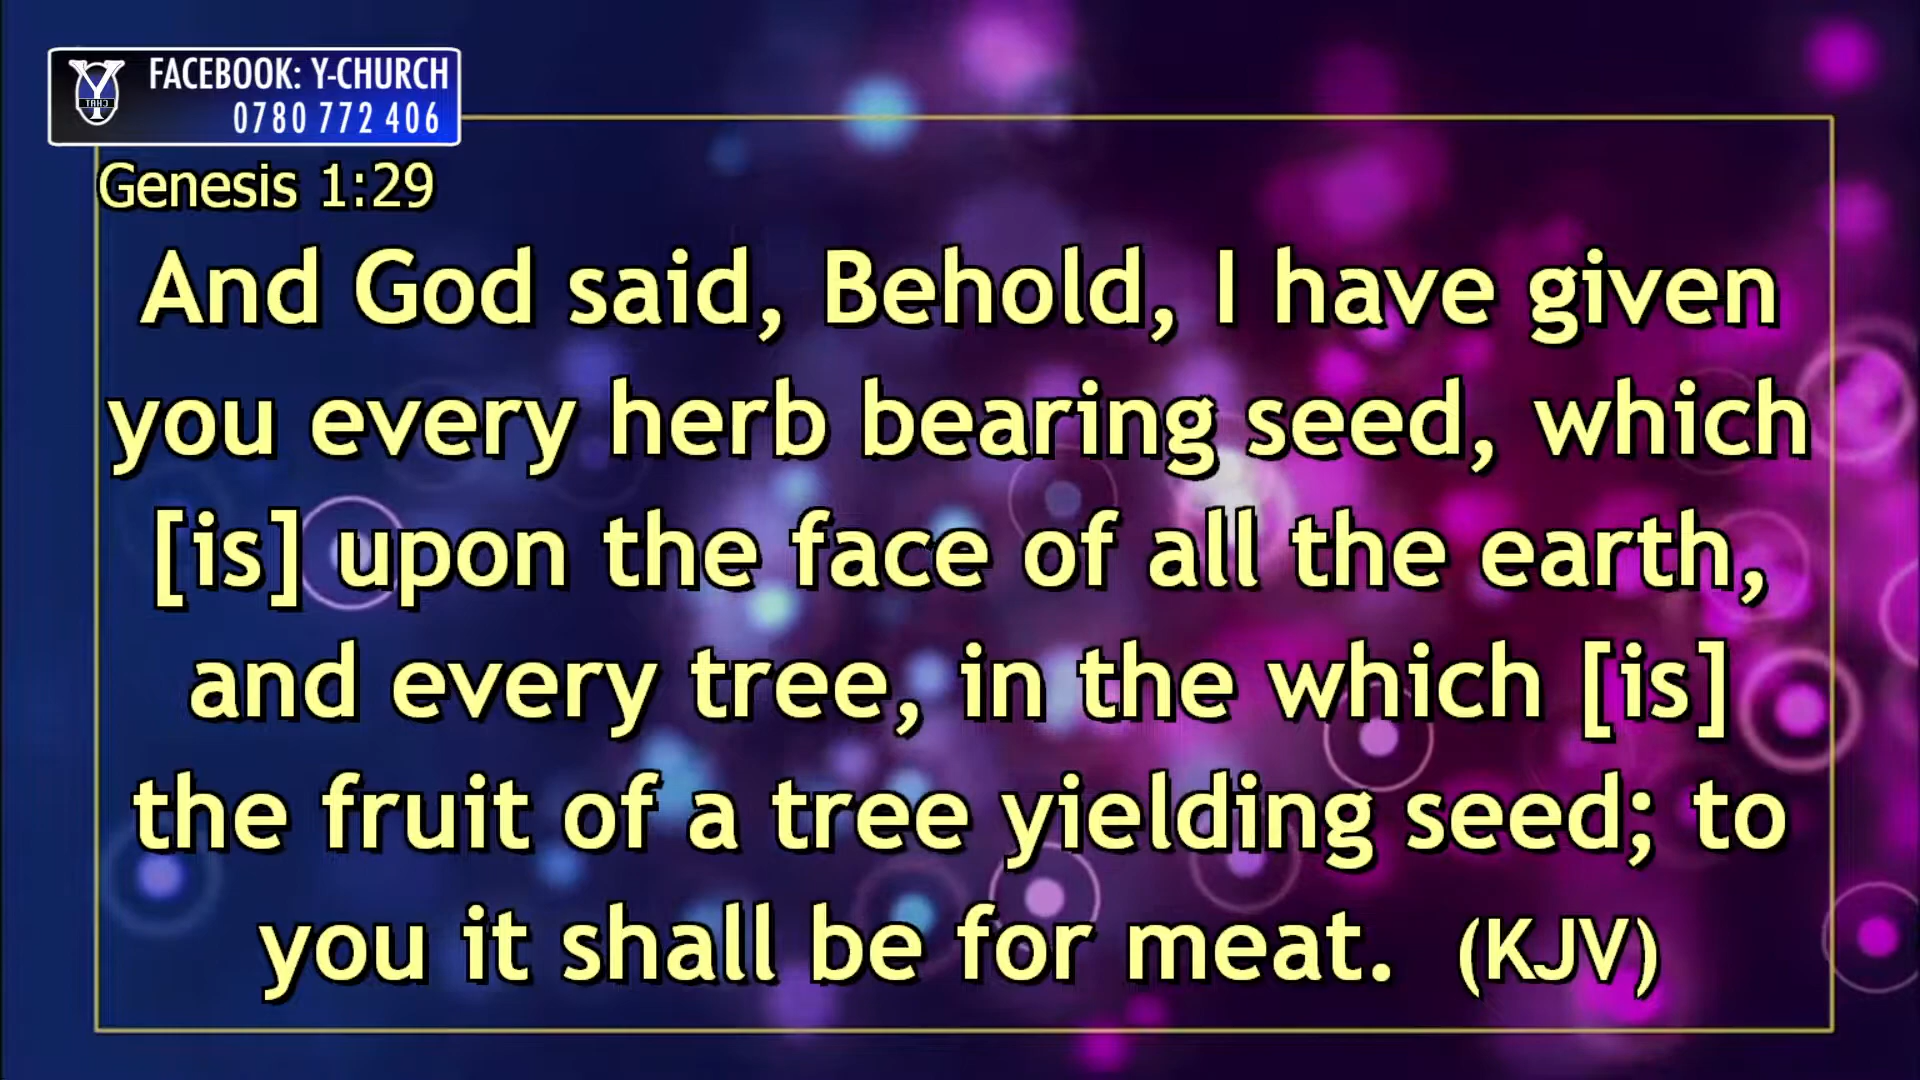 FACEBOOK: Y-CHURCH
0780 772 406
Genesis 1:29
And God said, Behold, I have given
you every herb bearing seed, which
[is] upon the face of all the earth,
and every tree, in the which [is]
the fruit of a tree yielding seed; to
you it shall be for meat. (KJV)